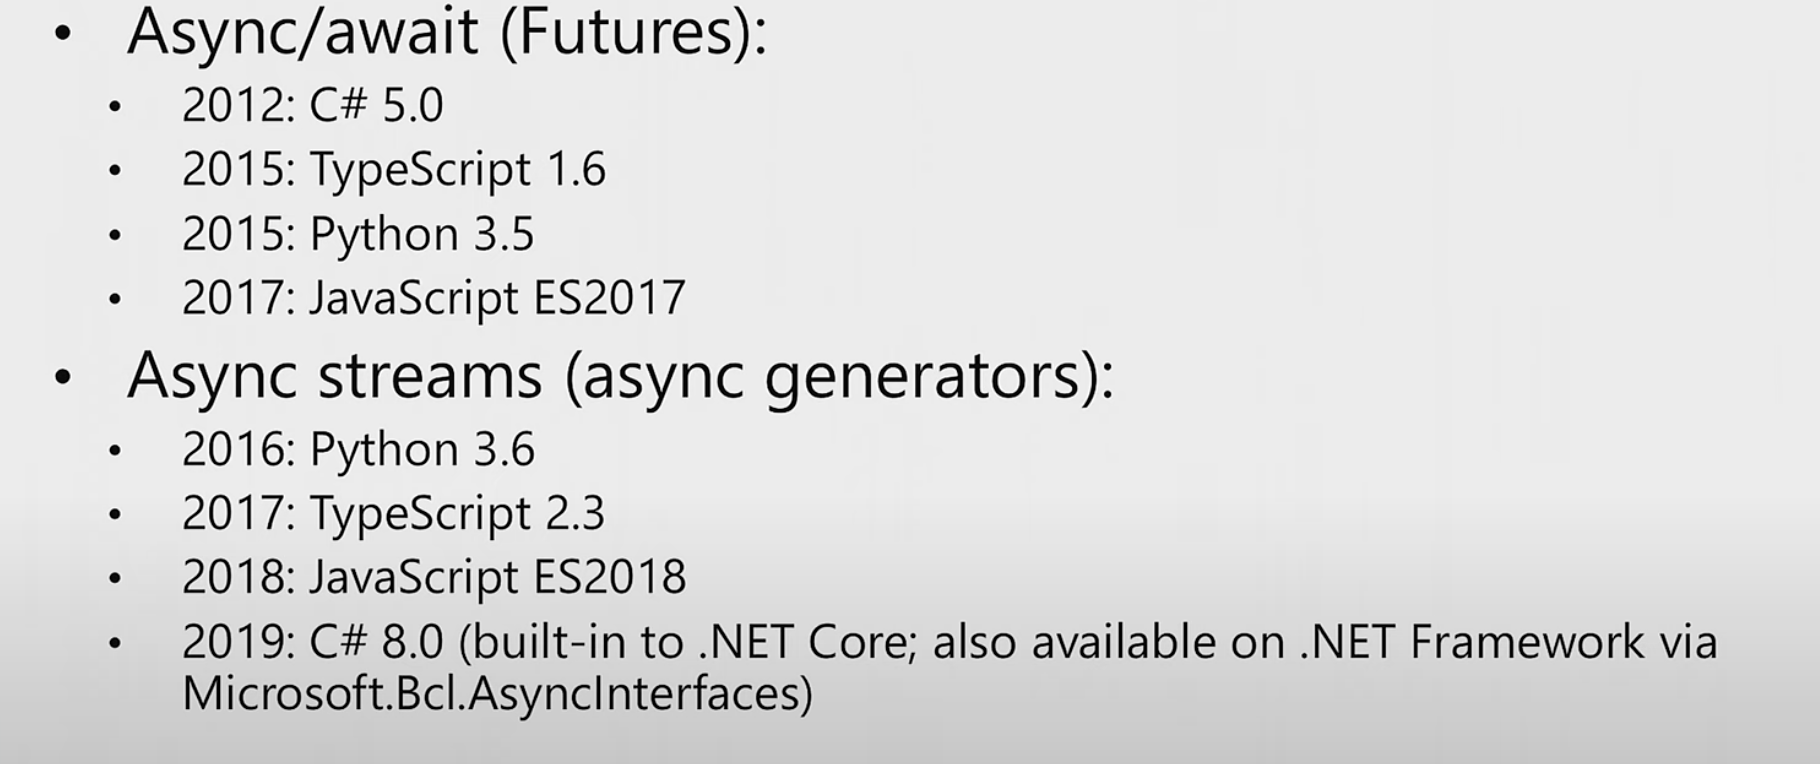 • Async/await (Futures):
• 2012: C# 5.0
• 2015: TypeScript 1.6
• 2015: Python 3.5
• 2017: JavaScript ES2017
• Async streams (async generators):
• 2016: Python 3.6
• 2017: TypeScript 2.3
• 2018: JavaScript ES2018
• 2019: C# 8.0 (built-in to .NET Core; also available on .NET Framework via
Microsoft.Bcl.AsyncInterfaces)